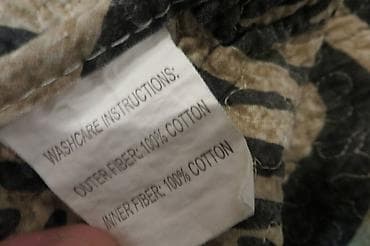 WASHCARE INSTRUCTIONS:
OUTER FIBER:100% COTTON
INNER FIBER: 100% COTTON